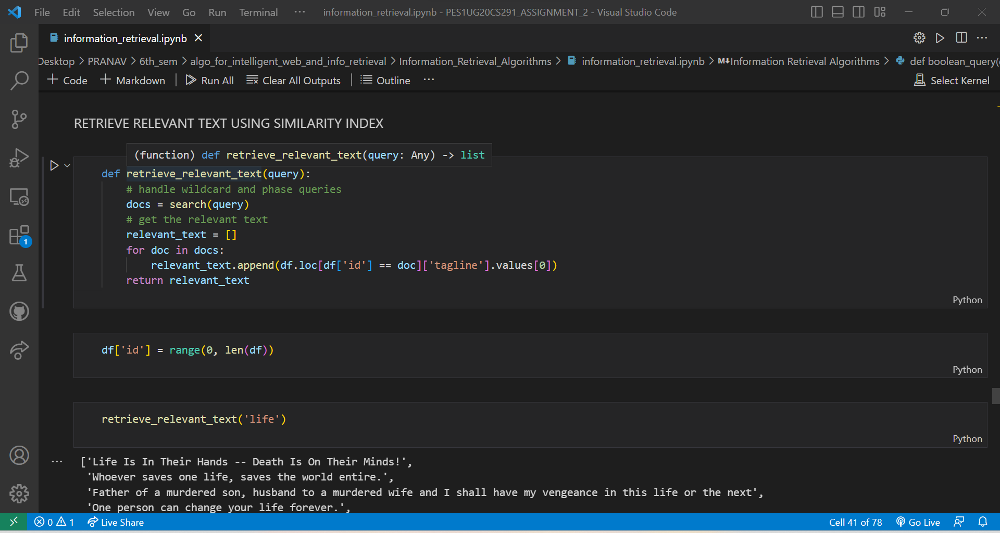 File Edit Selection View Go Run Terminal ··· information_retrieval.ipynb - PES1UG20CS291_ASSIGNMENT_2 - Visual Studio Code
information_retrieval.ipynb
Desktop > PRANAV > 6th_sem > algo_for_intelligent_web_and_info_retrieval > Information_Retrieval_Algorithms > information_retrieval.ipynb > M↓Information Retrieval Algorithms > def boolean_query(
+ Code + Markdown | Run All Clear All Outputs | Outline ··· Select Kernel
RETRIEVE RELEVANT TEXT USING SIMILARITY INDEX
(function) def retrieve_relevant_text(query: Any) -> list
def retrieve_relevant_text(query):
# handle wildcard and phase queries
docs = search(query)
# get the relevant text
relevant_text = []
for doc in docs:
relevant_text.append(df.loc[df['id'] == doc]['tagline'].values[0])
return relevant_text
Python
df['id'] = range(0, len(df))
Python
retrieve_relevant_text('life')
Python
['Life Is In Their Hands -- Death Is On Their Minds!',
'Whoever saves one life, saves the world entire.',
'Father of a murdered son, husband to a murdered wife and I shall have my vengeance in this life or the next',
'One person can change your life forever.',
1
0 1 Live Share Cell 41 of 78 Go Live